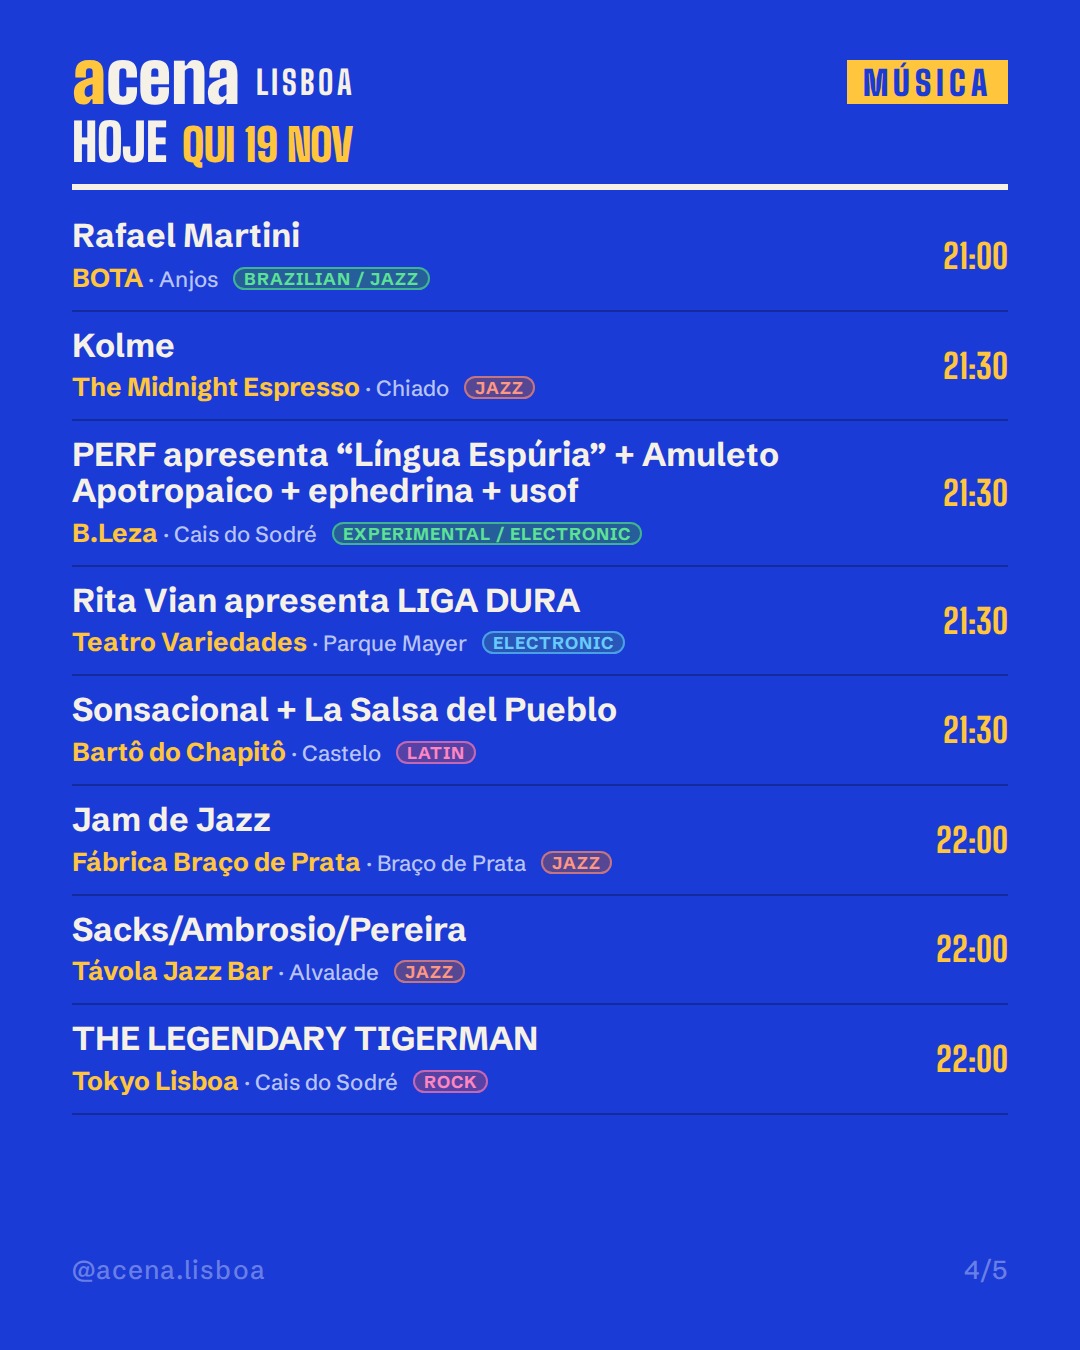 acena LISBOA
MÚSICA
HOJE QUI 19 NOV
Rafael Martini
BOTA · Anjos BRAZILIAN / JAZZ
21:00
Kolme
The Midnight Espresso · Chiado JAZZ
21:30
PERF apresenta “Língua Espúria” + Amuleto
Apotropaico + ephedrina + usof
B.Leza · Cais do Sodré EXPERIMENTAL / ELECTRONIC
21:30
Rita Vian apresenta LIGA DURA
Teatro Variedades · Parque Mayer ELECTRONIC
21:30
Sonsacional + La Salsa del Pueblo
Bartô do Chapitô · Castelo LATIN
21:30
Jam de Jazz
Fábrica Braço de Prata · Braço de Prata JAZZ
22:00
Sacks/Ambrosio/Pereira
Távola Jazz Bar · Alvalade JAZZ
22:00
THE LEGENDARY TIGERMAN
Tokyo Lisboa · Cais do Sodré ROCK
22:00
@acena.lisboa
4/5